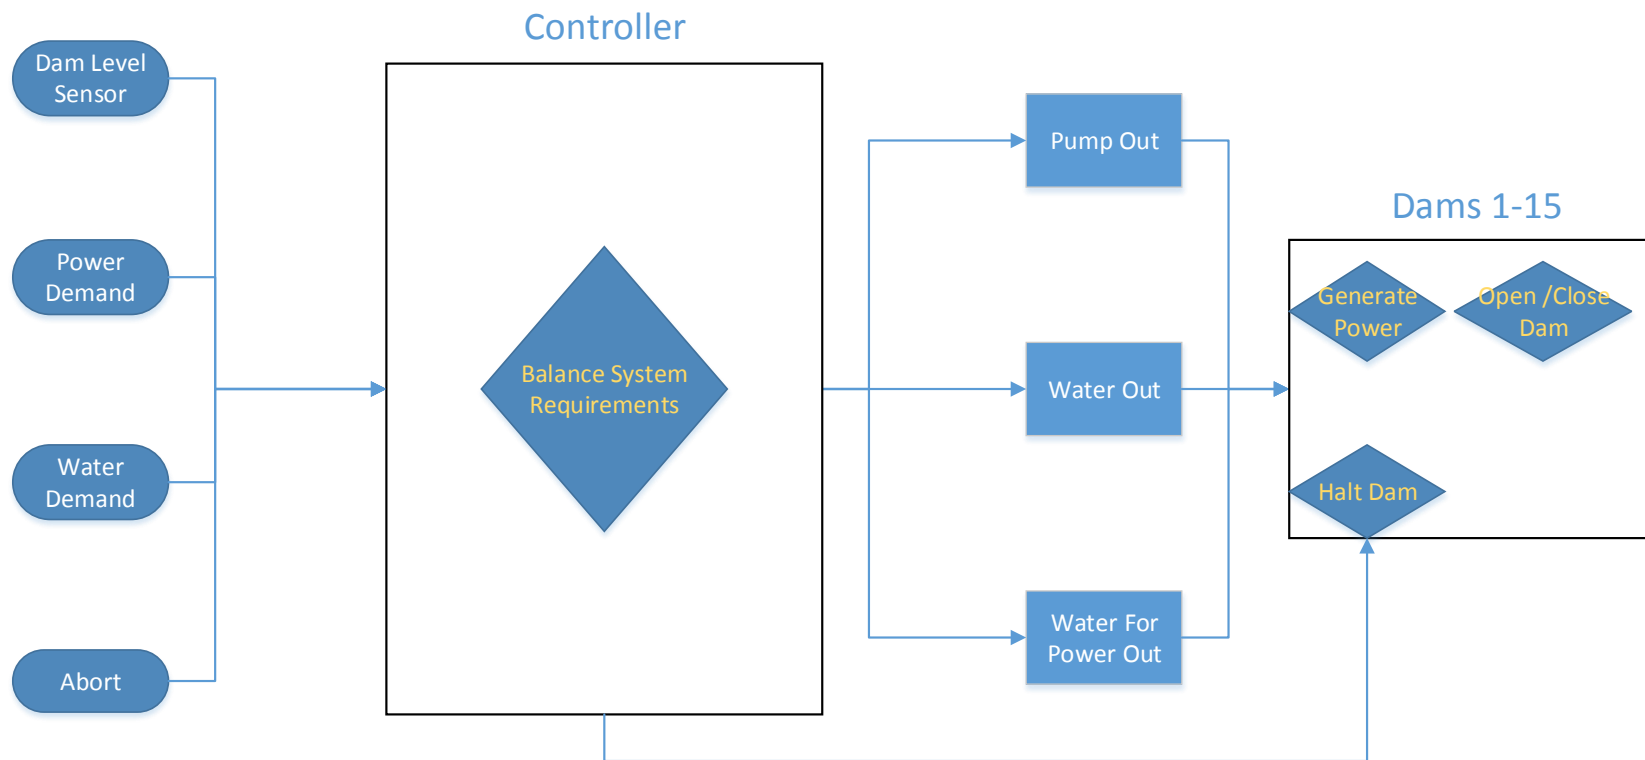 Controller
Dam Level
Sensor
Power
Demand
Water
Demand
Abort
Balance System
Requirements
Pump Out
Water Out
Water For
Power Out
Dams 1-15
Generate
Power
Open /Close
Dam
Halt Dam